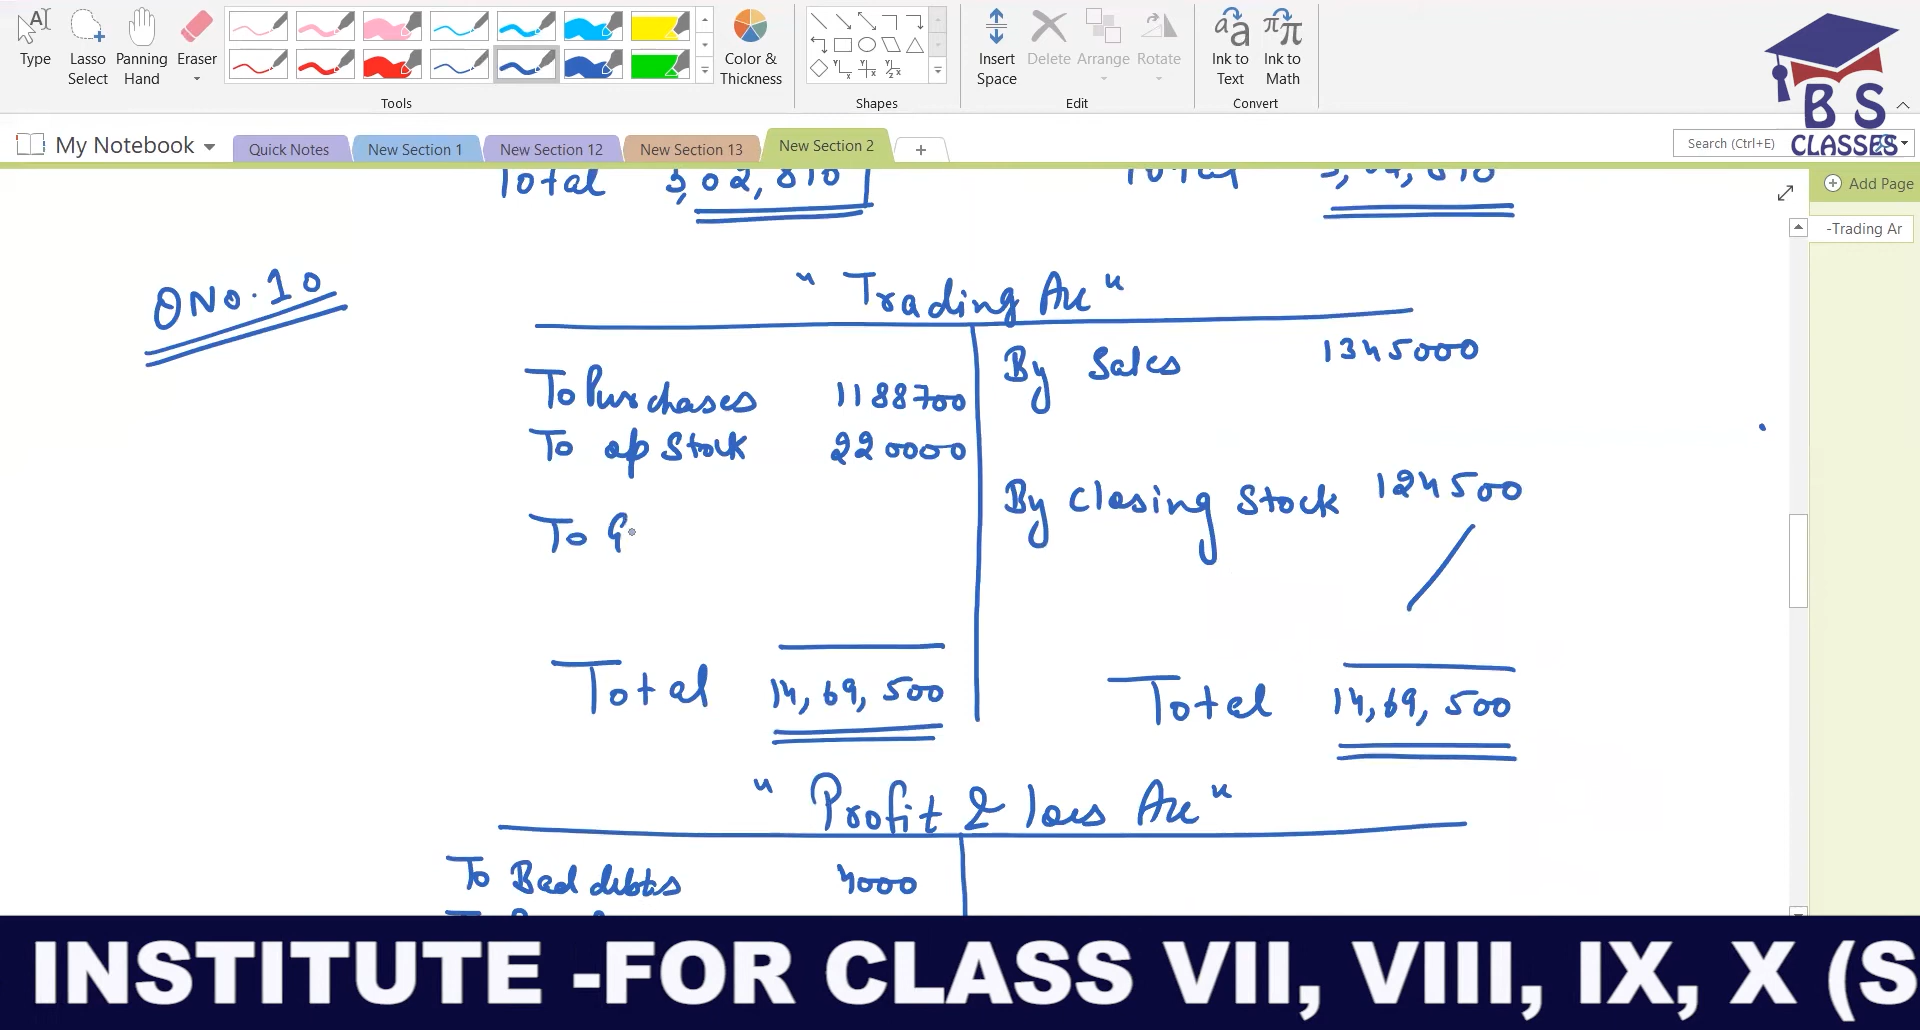 Type
Lasso Select
Panning Hand
Eraser
Color & Thickness
Insert Space
Delete
Arrange
Rotate
Ink to Text
Ink to Math
Tools
Shapes
Edit
Convert
BS
CLASSES
My Notebook
Quick Notes
New Section 1
New Section 12
New Section 13
New Section 2
Search (Ctrl+E)
Add Page
-Trading Ar
Total 3,02,810
Total
QNo.10
"Trading A/c"
By Sales 1345000
To Purchases 1188700
To op Stock 220000
By Closing Stock 124500
To G
Total 14,69,500
Total 14,69,500
"Profit & loss A/c"
To Bad debts 4000
INSTITUTE -FOR CLASS VII, VIII, IX, X (S